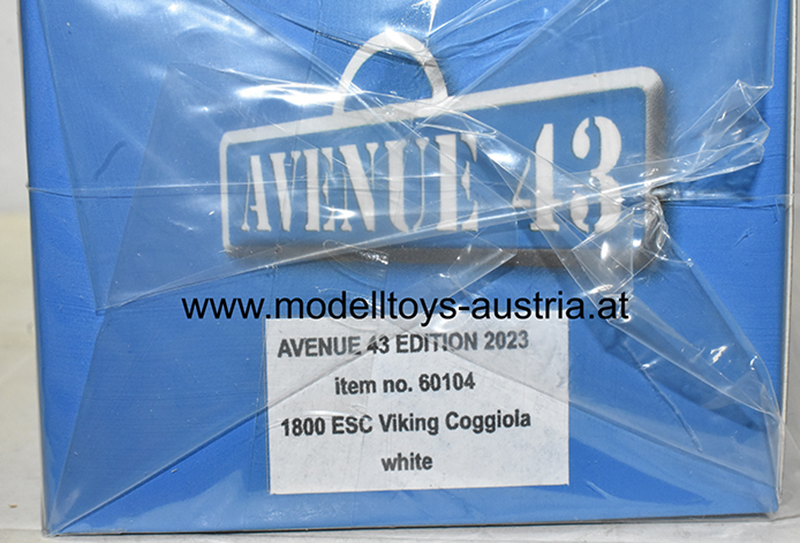 AVENUE 43
www.modelltoys-austria.at
AVENUE 43 EDITION 2023
item no. 60104
1800 ESC Viking Coggiola
white